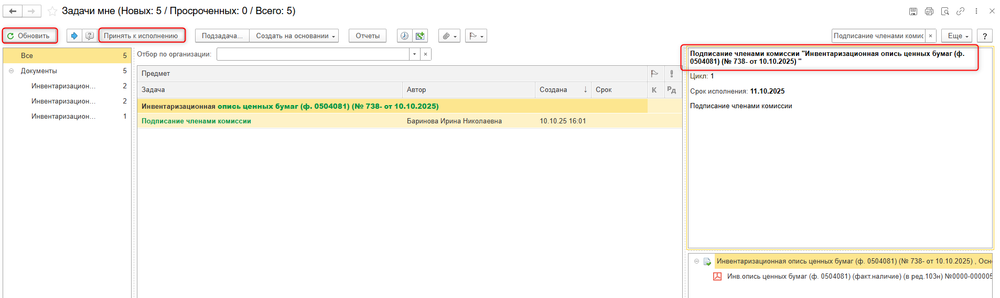 Задачи мне (Новых: 5 / Просроченных: 0 / Всего: 5)
Обновить
Принять к исполнению
Подзадача...
Создать на основании
Отчеты
Подписание членами комис
×
Еще
?
Все 5
Документы 5
Инвентаризацион... 2
Инвентаризацион... 2
Инвентаризацион... 1
Отбор по организации:
Предмет
Задача Автор Создана ↓ Срок К РД
Инвентаризационная опись ценных бумаг (ф. 0504081) (№ 738- от 10.10.2025)
Подписание членами комиссии Баринова Ирина Николаевна 10.10.25 16:01
Подписание членами комиссии "Инвентаризационная опись ценных бумаг (ф.
0504081) (№ 738- от 10.10.2025) "
Цикл: 1
Срок исполнения: 11.10.2025
Подписание членами комиссии
Инвентаризационная опись ценных бумаг (ф. 0504081) (№ 738- от 10.10.2025) , Осн
Инв.опись ценных бумаг (ф. 0504081) (факт.наличие) (в ред.103н) №0000-000005